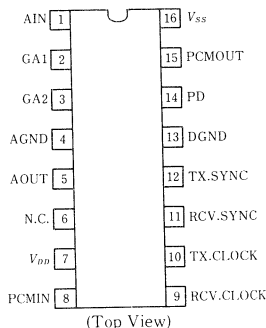 AIN 1 16 Vss
GA1 2 15 PCMOUT
GA2 3 14 PD
AGND 4 13 DGND
AOUT 5 12 TX.SYNC
N.C. 6 11 RCV.SYNC
VDD 7 10 TX.CLOCK
PCMIN 8 9 RCV.CLOCK
(Top View)